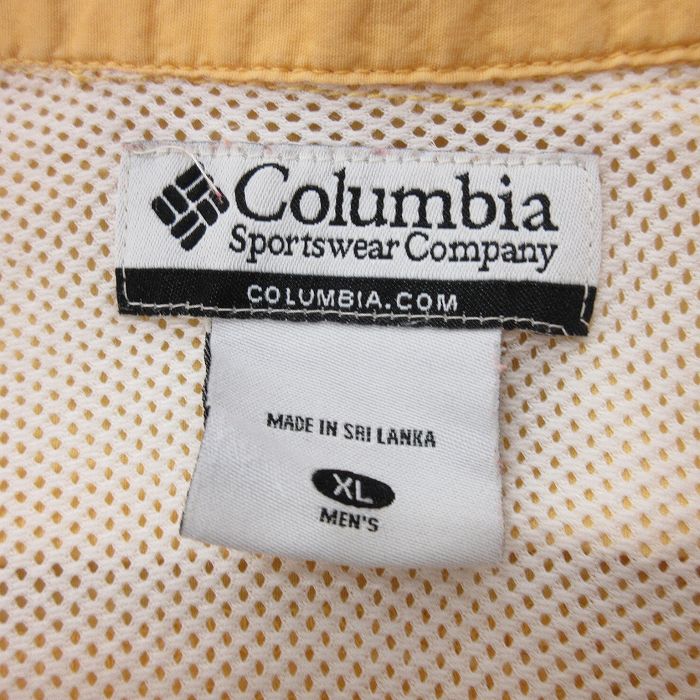 Columbia
Sportswear Company
COLUMBIA.COM
MADE IN SRI LANKA
XL
MEN'S